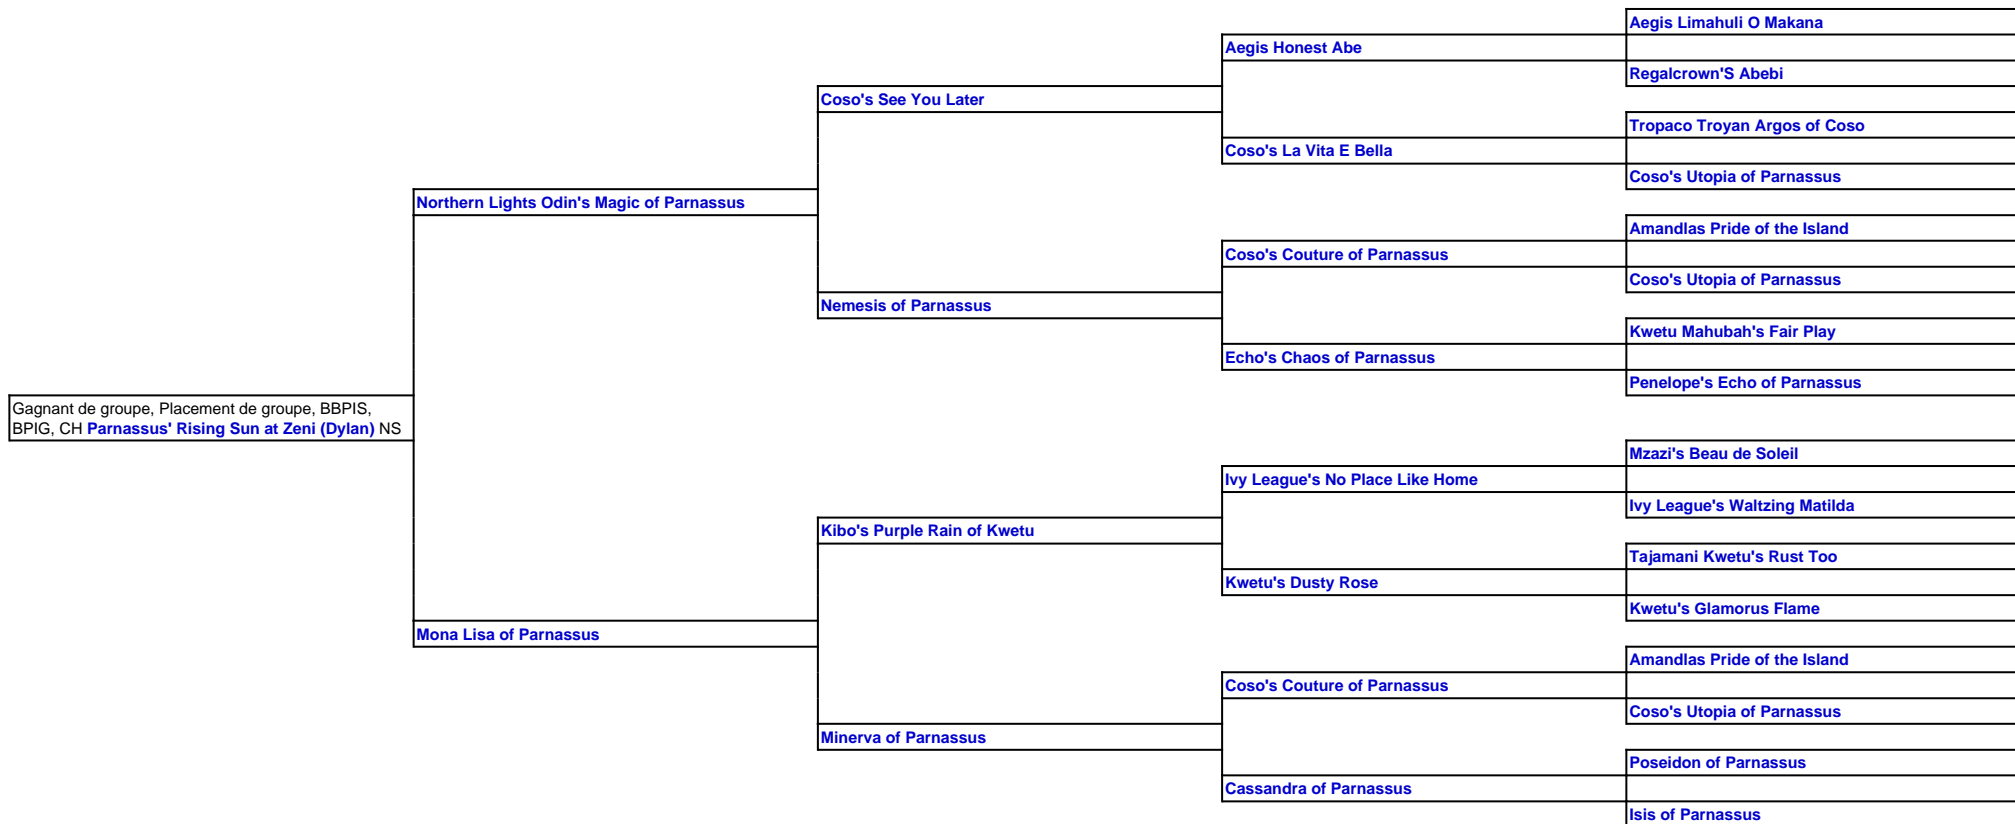 Aegis Limahuli O Makana
Aegis Honest Abe
Regalcrown'S Abebi
Coso's See You Later
Tropaco Troyan Argos of Coso
Coso's La Vita E Bella
Coso's Utopia of Parnassus
Northern Lights Odin's Magic of Parnassus
Amandlas Pride of the Island
Coso's Couture of Parnassus
Coso's Utopia of Parnassus
Nemesis of Parnassus
Kwetu Mahubah's Fair Play
Echo's Chaos of Parnassus
Penelope's Echo of Parnassus
Gagnant de groupe, Placement de groupe, BBPIS,
BPIG, CH Parnassus' Rising Sun at Zeni (Dylan) NS
Mzazi's Beau de Soleil
Ivy League's No Place Like Home
Ivy League's Waltzing Matilda
Kibo's Purple Rain of Kwetu
Tajamani Kwetu's Rust Too
Kwetu's Dusty Rose
Kwetu's Glamorus Flame
Mona Lisa of Parnassus
Amandlas Pride of the Island
Coso's Couture of Parnassus
Coso's Utopia of Parnassus
Minerva of Parnassus
Poseidon of Parnassus
Cassandra of Parnassus
Isis of Parnassus